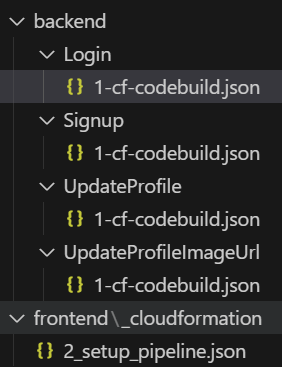 backend
Login
{} 1-cf-codebuild.json
Signup
{} 1-cf-codebuild.json
UpdateProfile
{} 1-cf-codebuild.json
UpdateProfileImageUrl
{} 1-cf-codebuild.json
frontend\_cloudformation
{} 2_setup_pipeline.json